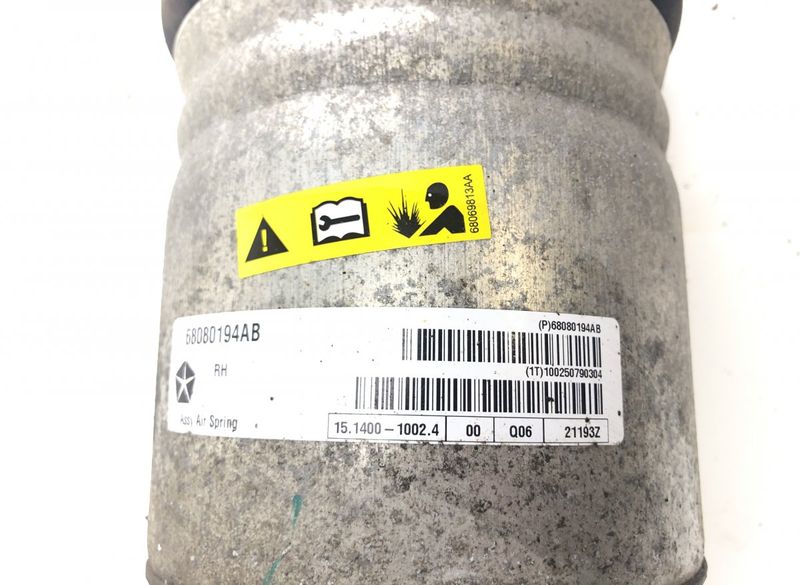 68069813AA
68080194AB
(P)68080194AB
RH
(1T)100250790304
Assy Air Spring
15.1400-1002.4 00 Q06 21193Z